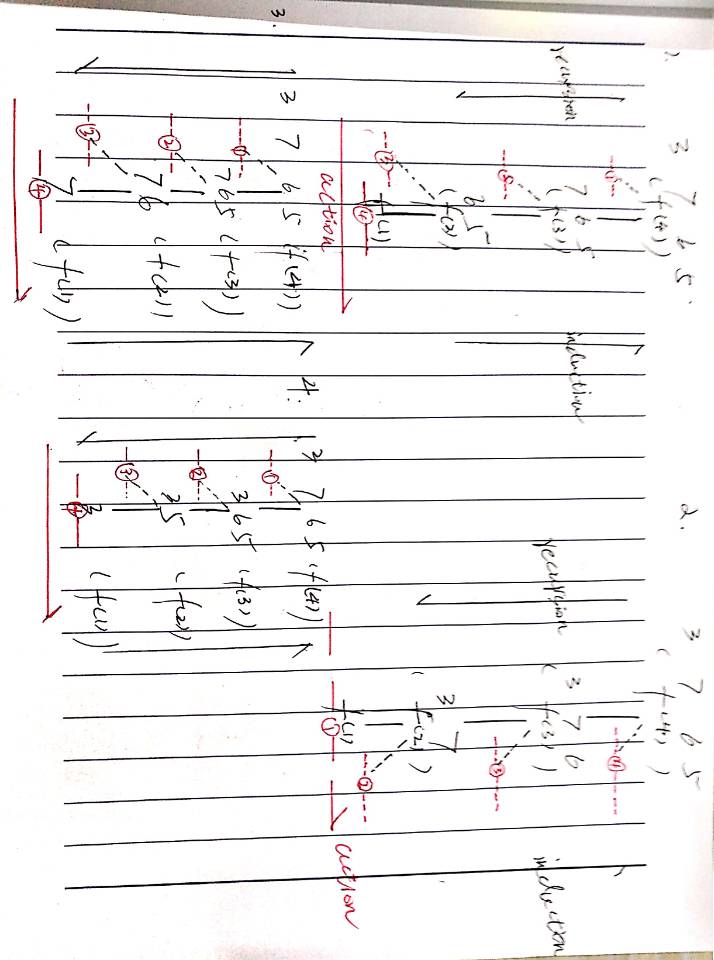 1.
3 7 6 5
(f(4))
①
recursion
7 6 5
(f(3))
induction
②
6 5
(f(2))
③
④
f(1)
action
2.
3 7 6 5
(f(4))
④
recursion
3 7 6
(f(3))
induction
③
3 7
(f(2))
②
①
f(1)
action
3.
3 7 6 5 (f(4))
①
7 6 5 (f(3))
②
7 6 (f(2))
③
④
7 (f(1))
4.
3 7 6 5 (f(4))
①
3 6 5 (f(3))
②
3 5 (f(2))
③
④
3 (f(1))